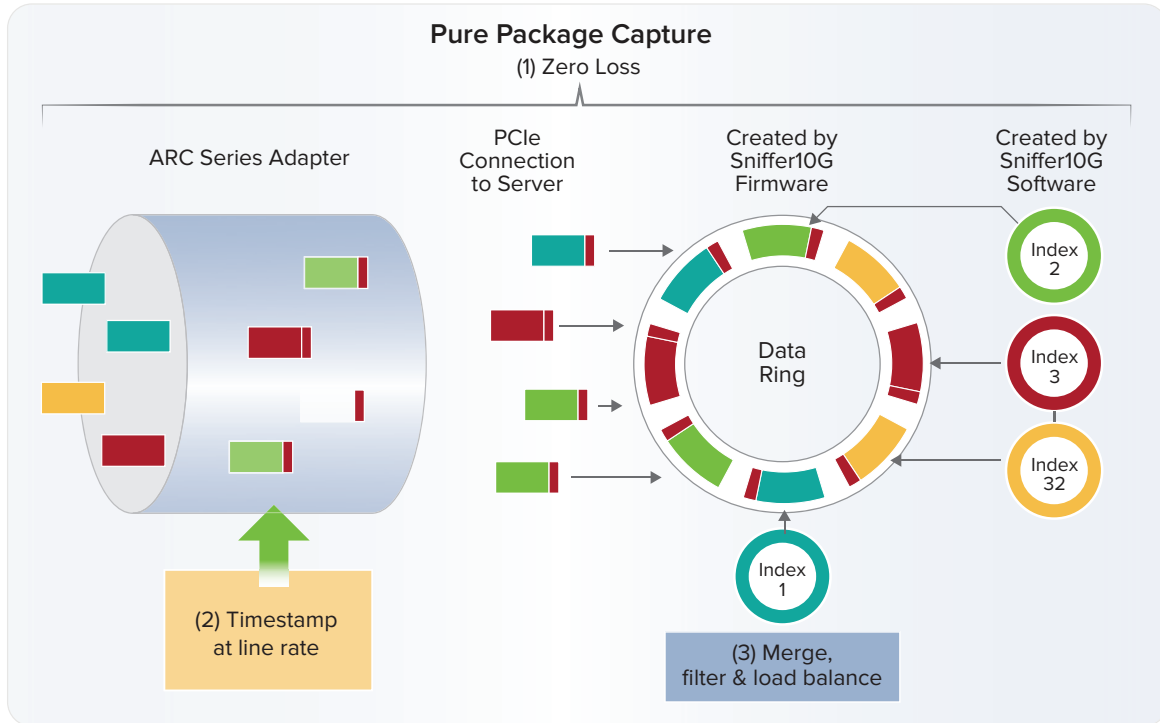 Pure Package Capture
(1) Zero Loss
ARC Series Adapter
PCIe
Connection
to Server
Created by
Sniffer10G
Firmware
Created by
Sniffer10G
Software
Index
2
Index
3
Index
32
Data
Ring
Index
1
(2) Timestamp
at line rate
(3) Merge,
filter & load balance